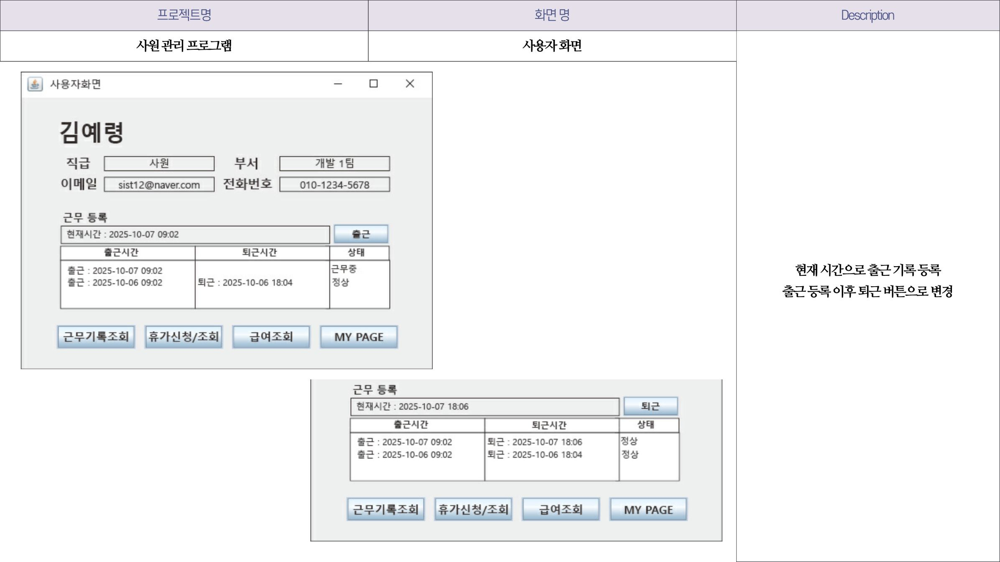 프로젝트명 화면 명 Description
사원 관리 프로그램 사용자 화면
사용자화면
김예령
직급 사원 부서 개발 1팀
이메일 sist12@naver.com 전화번호 010-1234-5678
근무 등록
현재시간 : 2025-10-07 09:02 출근
출근시간 퇴근시간 상태
출근 : 2025-10-07 09:02 근무중
출근 : 2025-10-06 09:02 퇴근 : 2025-10-06 18:04 정상
근무기록조회 휴가신청/조회 급여조회 MY PAGE
근무 등록
현재시간 : 2025-10-07 18:06 퇴근
출근시간 퇴근시간 상태
출근 : 2025-10-07 09:02 퇴근 : 2025-10-07 18:06 정상
출근 : 2025-10-06 09:02 퇴근 : 2025-10-06 18:04 정상
근무기록조회 휴가신청/조회 급여조회 MY PAGE
현재 시간으로 출근 기록 등록
출근 등록 이후 퇴근 버튼으로 변경